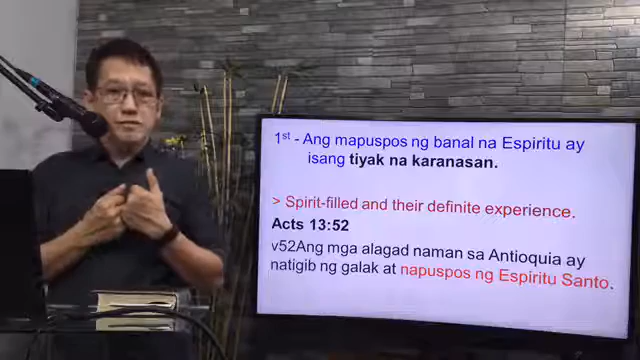 1st - Ang mapuspos ng banal na Espiritu ay
isang tiyak na karanasan.
> Spirit-filled and their definite experience.
Acts 13:52
v52Ang mga alagad naman sa Antioquia ay
natigib ng galak at napuspos ng Espiritu Santo.